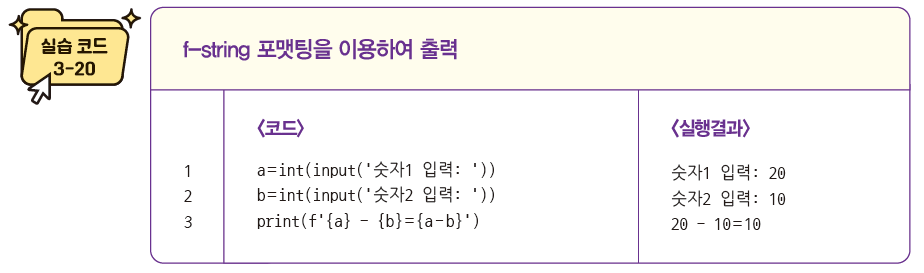 실습 코드
3-20
f-string 포맷팅을 이용하여 출력
<코드>
1 a=int(input('숫자1 입력: '))
2 b=int(input('숫자2 입력: '))
3 print(f'{a} - {b}={a-b}')
<실행결과>
숫자1 입력: 20
숫자2 입력: 10
20 - 10=10